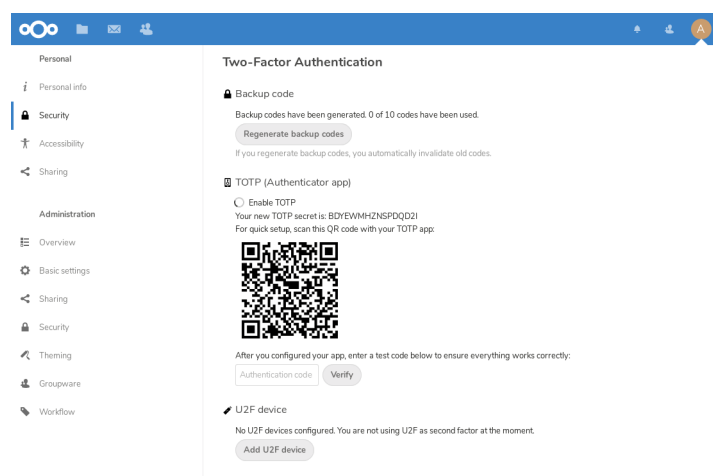 A
Personal
Personal info
Security
Accessibility
Sharing
Administration
Overview
Basic settings
Sharing
Security
Theming
Groupware
Workflow
Two-Factor Authentication
Backup code
Backup codes have been generated. 0 of 10 codes have been used.
Regenerate backup codes
If you regenerate backup codes, you automatically invalidate old codes.
TOTP (Authenticator app)
Enable TOTP
Your new TOTP secret is: BDYEWMHZNSPDQD2I
For quick setup, scan this QR code with your TOTP app:
After you configured your app, enter a test code below to ensure everything works correctly:
Authentication code Verify
U2F device
No U2F devices configured. You are not using U2F as second factor at the moment.
Add U2F device